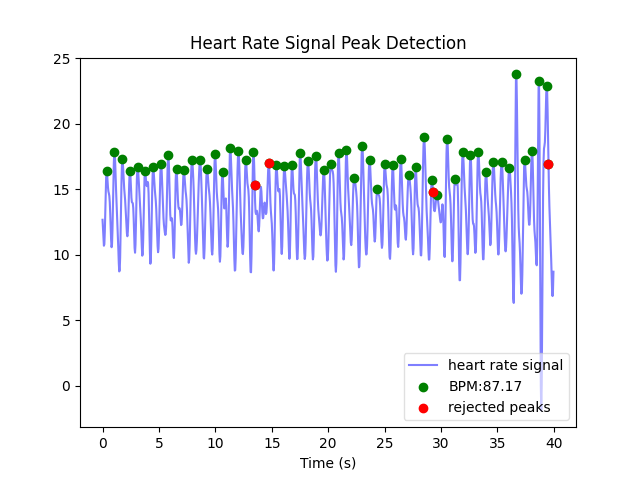 Heart Rate Signal Peak Detection
25
20
15
10
5
0
heart rate signal
BPM:87.17
rejected peaks
0 5 10 15 20 25 30 35 40
Time (s)